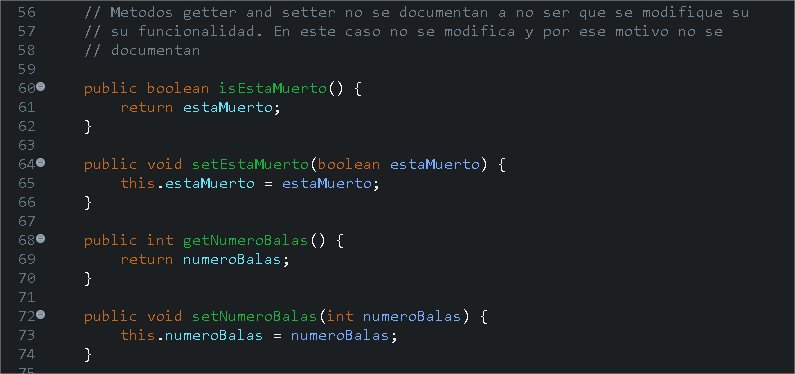 56 // Metodos getter and setter no se documentan a no ser que se modifique su
57 // su funcionalidad. En este caso no se modifica y por ese motivo no se
58 // documentan
59
60 public boolean isEstaMuerto() {
61 return estaMuerto;
62 }
63
64 public void setEstaMuerto(boolean estaMuerto) {
65 this.estaMuerto = estaMuerto;
66 }
67
68 public int getNumeroBalas() {
69 return numeroBalas;
70 }
71
72 public void setNumeroBalas(int numeroBalas) {
73 this.numeroBalas = numeroBalas;
74 }
75